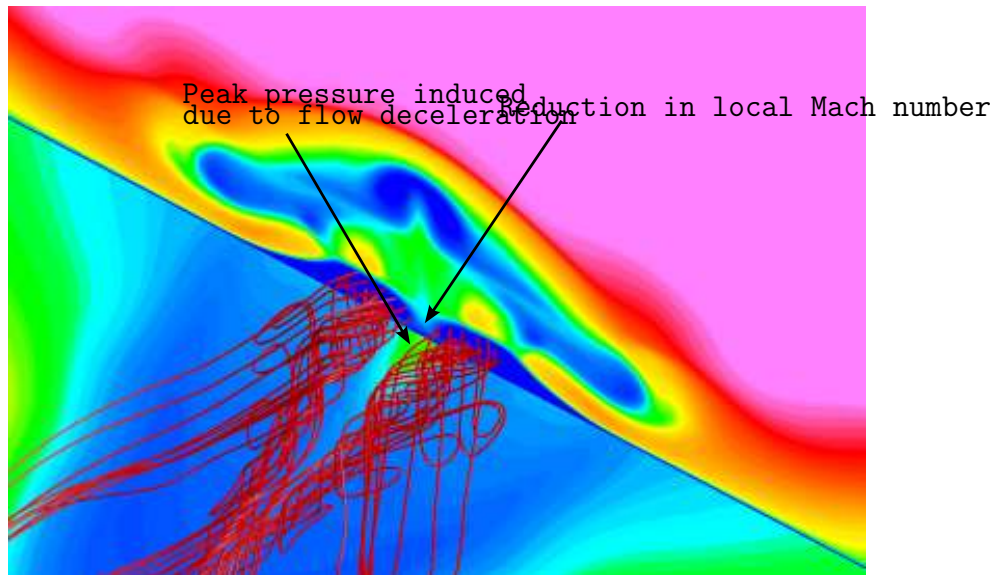 Peak pressure induced
due to flow deceleration
Reduction in local Mach number